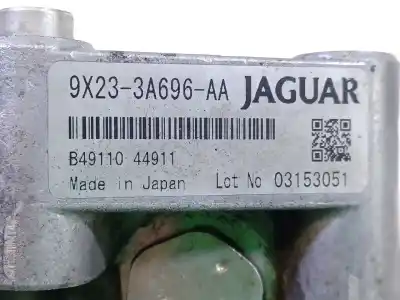 9X23-3A696-AA JAGUAR
B49110 44911
Made in Japan Lot No 03153051